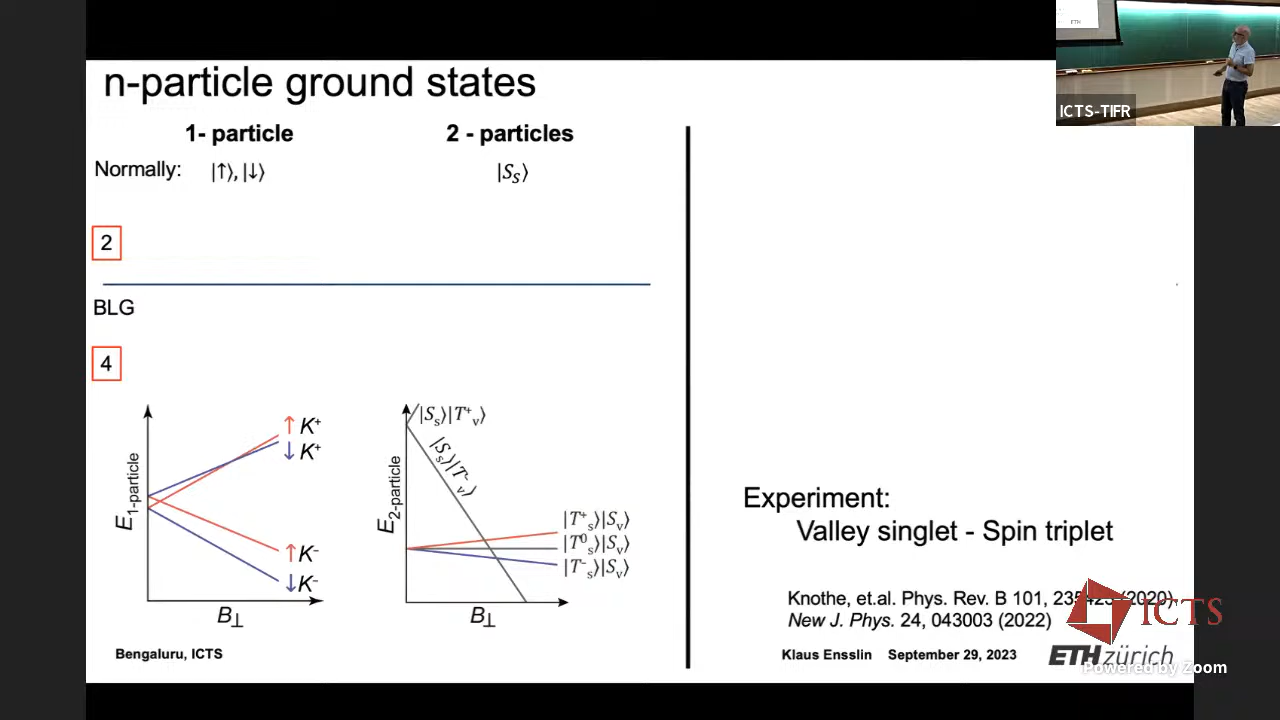 n-particle ground states
1- particle
2 - particles
Normally:
|↑⟩, |↓⟩
|S_s⟩
2
BLG
4
E_1-particle
↑ K⁺
↓ K⁺
↑ K⁻
↓ K⁻
B⊥
E_2-particle
|S_s⟩|T⁺_v⟩
|S_s⟩|T⁻_v⟩
|T⁺_s⟩|S_v⟩
|T⁰_s⟩|S_v⟩
|T⁻_s⟩|S_v⟩
B⊥
Experiment:
Valley singlet - Spin triplet
Knothe, et.al. Phys. Rev. B 101, (2020)
New J. Phys. 24, 043003 (2022)
Bengaluru, ICTS
Klaus Ensslin September 29, 2023
ETH zürich
ICTS
Powered by Zoom
ICTS-TIFR
ETH